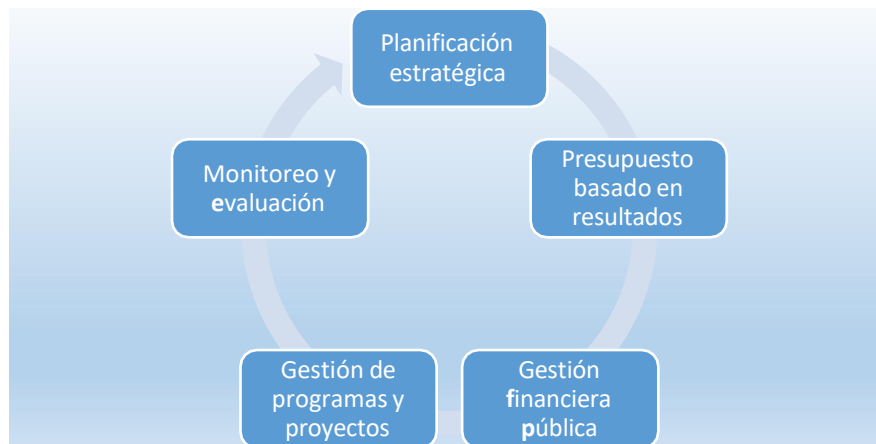 Planificación
estratégica
Presupuesto
basado en
resultados
Gestión
financiera
pública
Gestión de
programas y
proyectos
Monitoreo y
evaluación